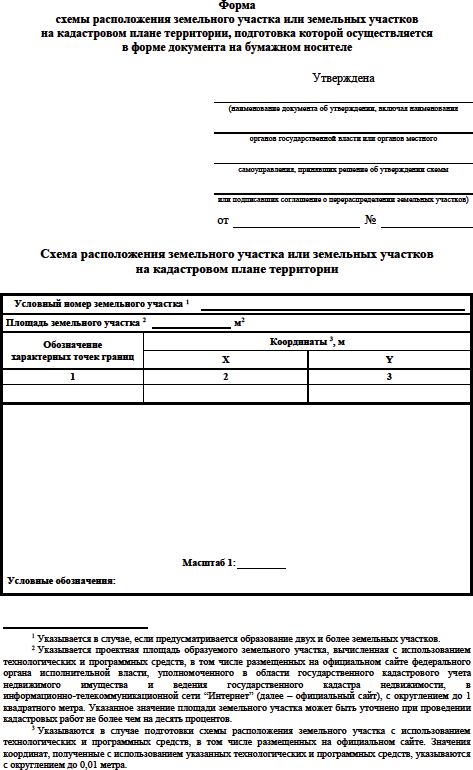 Форма
схемы расположения земельного участка или земельных участков
на кадастровом плане территории, подготовка которой осуществляется
в форме документа на бумажном носителе
Утверждена
(наименование документа об утверждении, включая наименования
органов государственной власти или органов местного
самоуправления, принявших решение об утверждении схемы
или подписавших соглашение о перераспределении земельных участков)
от ____ № ____
Схема расположения земельного участка или земельных участков
на кадастровом плане территории
Условный номер земельного участка ¹ ____
Площадь земельного участка ² ____ м²
Обозначение
характерных точек границ
Координаты ³, м
X Y
1 2 3
Масштаб 1:____
Условные обозначения:
¹ Указывается в случае, если предусматривается образование двух и более земельных участков.
² Указывается проектная площадь образуемого земельного участка, вычисленная с использованием
технологических и программных средств, в том числе размещенных на официальном сайте федерального
органа исполнительной власти, уполномоченного в области государственного кадастрового учета
недвижимого имущества и ведения государственного кадастра недвижимости, в
информационно-телекоммуникационной сети “Интернет” (далее – официальный сайт), с округлением до 1
квадратного метра. Указанное значение площади земельного участка может быть уточнено при проведении
кадастровых работ не более чем на десять процентов.
³ Указываются в случае подготовки схемы расположения земельного участка с использованием
технологических и программных средств, в том числе размещенных на официальном сайте. Значения
координат, полученные с использованием указанных технологических и программных средств, указываются
с округлением до 0,01 метра.